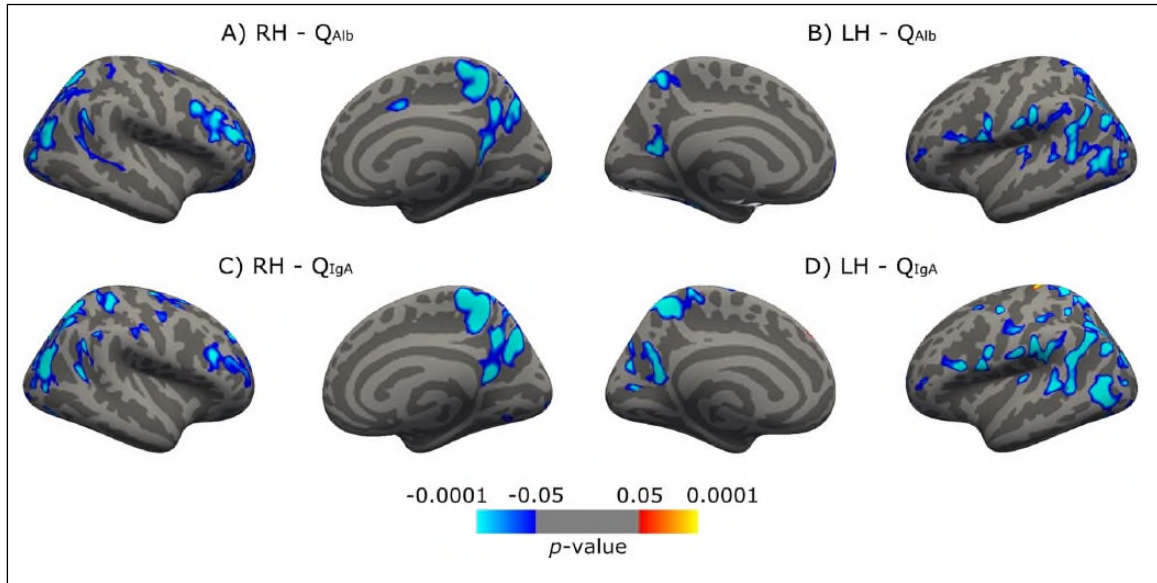 A) RH - QAlb
B) LH - QAlb
C) RH - QIgA
D) LH - QIgA
-0.0001 -0.05 0.05 0.0001
p-value